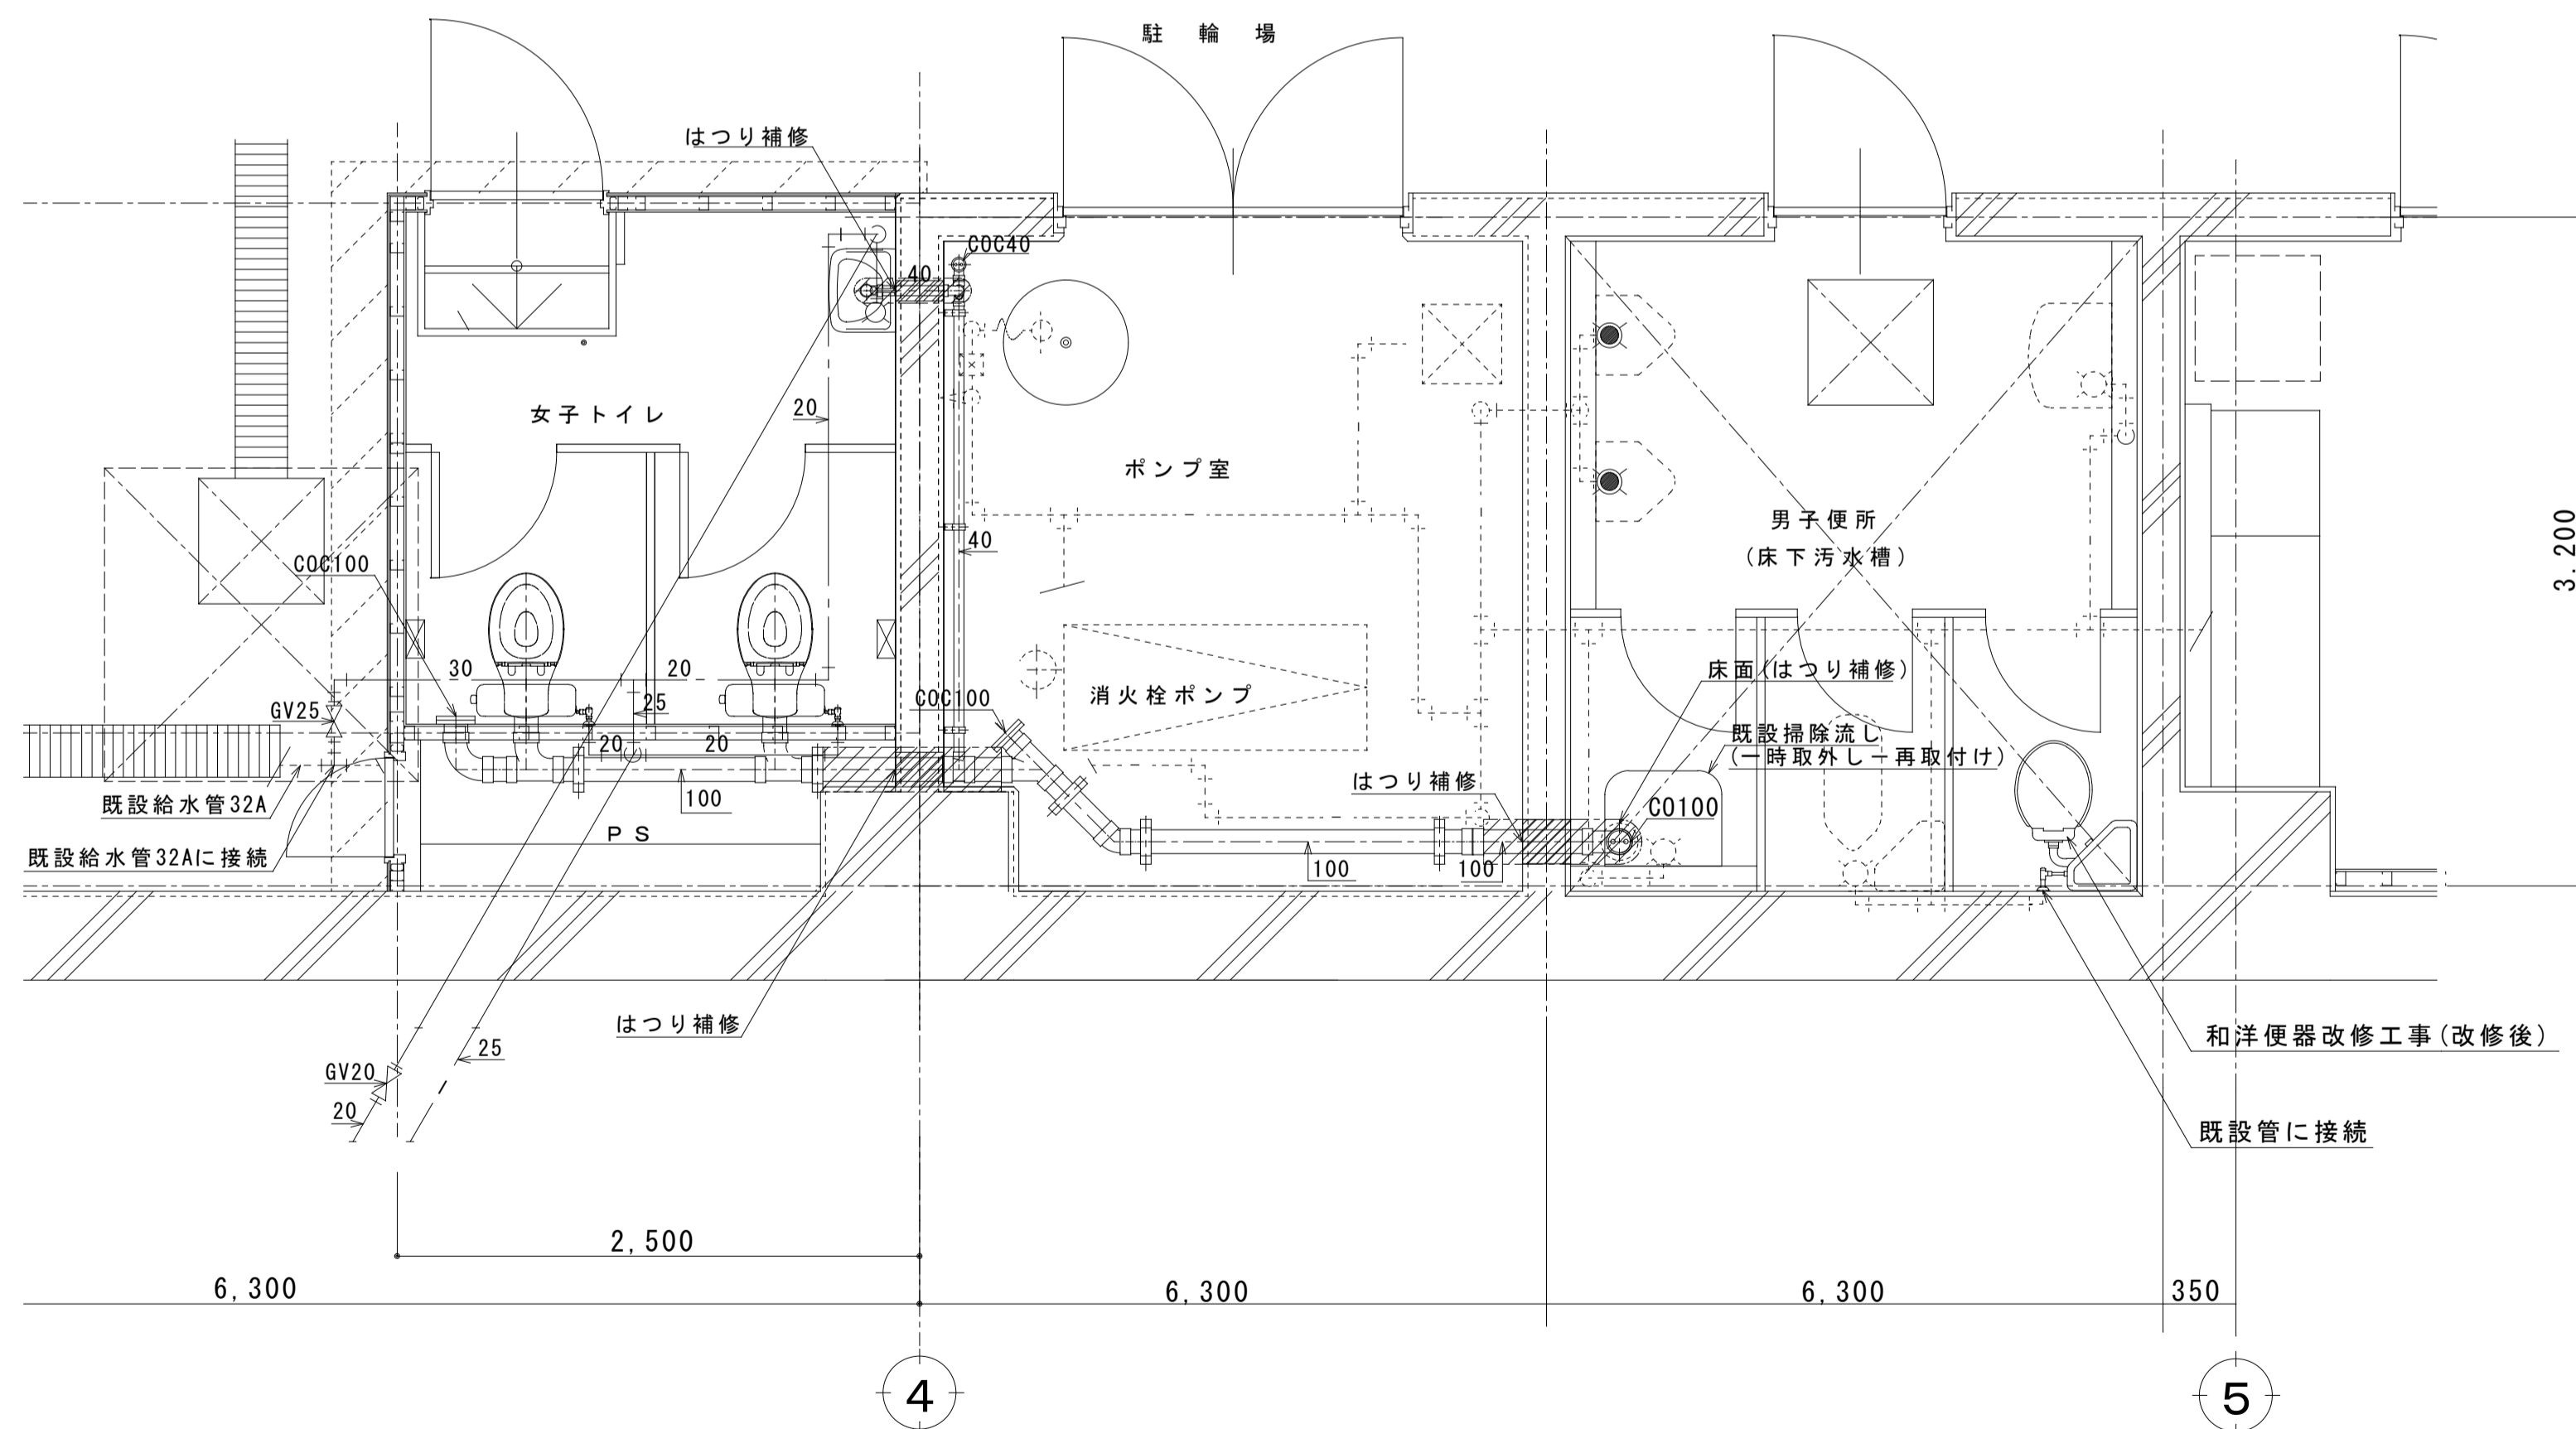 駐輪場
はつり補修
COC40
40
20
女子トイレ
ポンプ室
男子便所
(床下汚水槽)
3,200
40
COC100
30
20
25
床面(はつり補修)
COC100
消火栓ポンプ
GV25
既設掃除流し
(一時取外し－再取付け)
20
20
はつり補修
既設給水管32A
100
CO100
PS
既設給水管32Aに接続
100
100
はつり補修
和洋便器改修工事(改修後)
25
GV20
20
既設管に接続
2,500
6,300
6,300
6,300
350
4
5